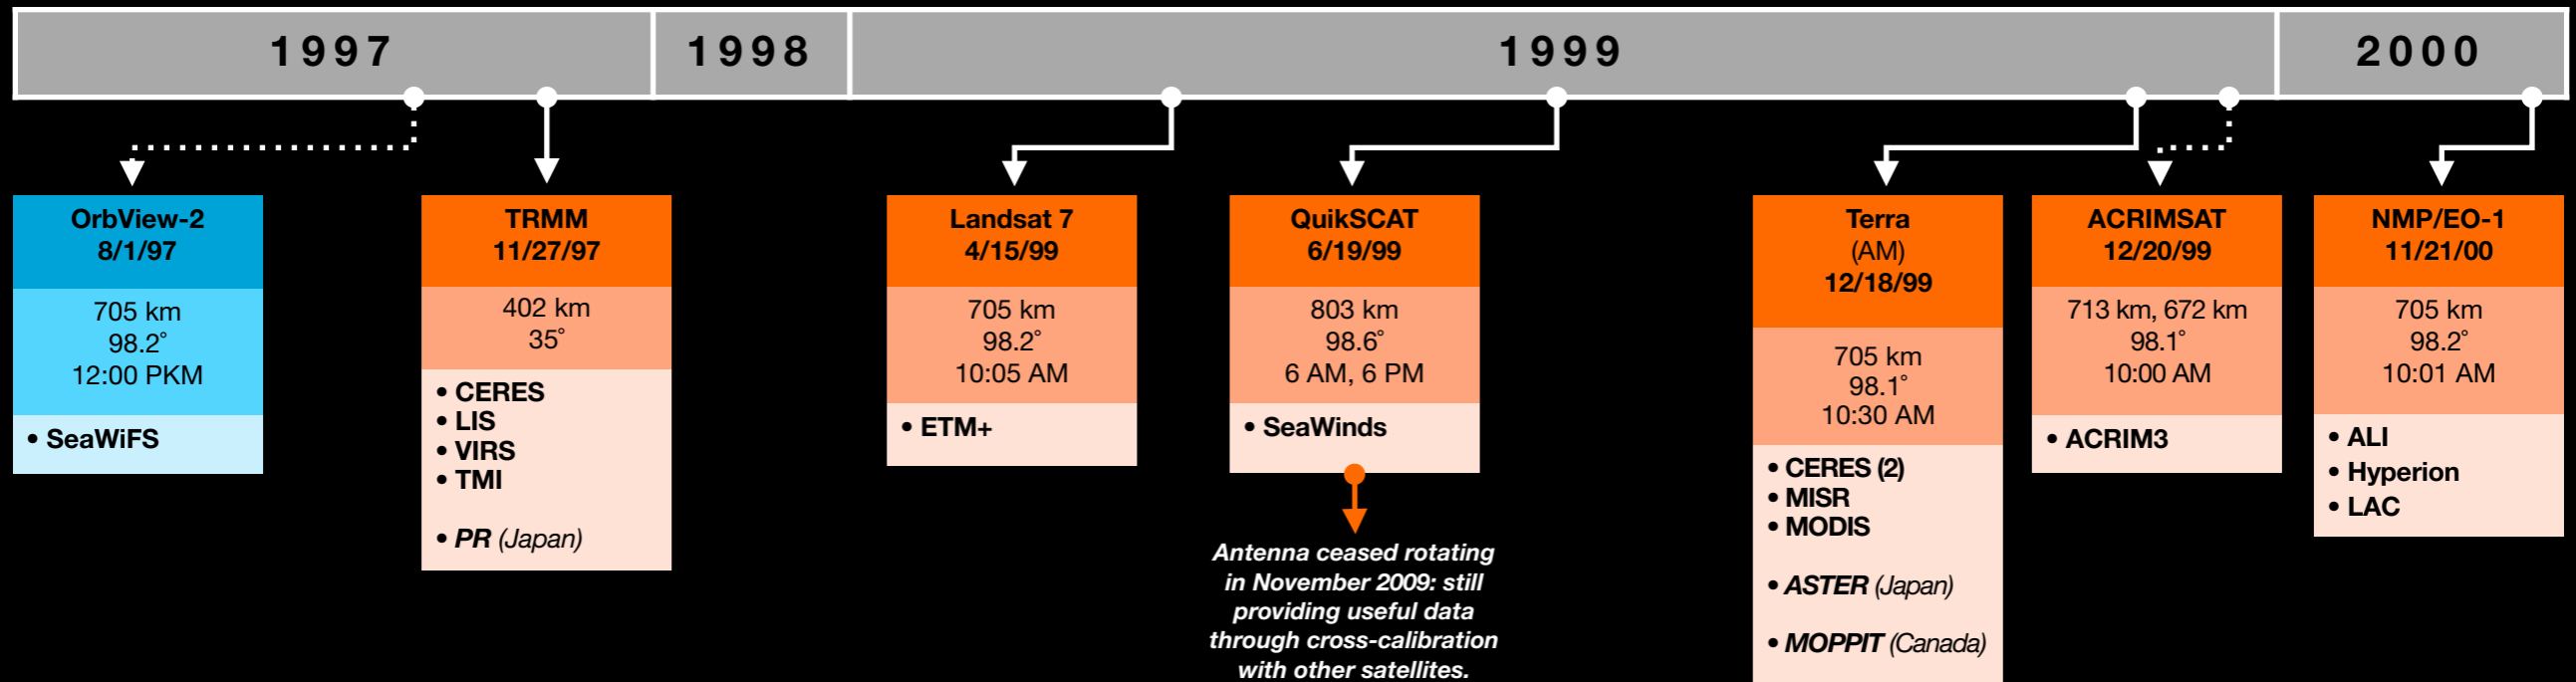 1997
1998
1999
2000
OrbView-2
8/1/97
705 km
98.2°
12:00 PKM
• SeaWiFS
TRMM
11/27/97
402 km
35°
• CERES
• LIS
• VIRS
• TMI
• PR (Japan)
Landsat 7
4/15/99
705 km
98.2°
10:05 AM
• ETM+
QuikSCAT
6/19/99
803 km
98.6°
6 AM, 6 PM
• SeaWinds
Antenna ceased rotating
in November 2009: still
providing useful data
through cross-calibration
with other satellites.
Terra
(AM)
12/18/99
705 km
98.1°
10:30 AM
• CERES (2)
• MISR
• MODIS
• ASTER (Japan)
• MOPPIT (Canada)
ACRIMSAT
12/20/99
713 km, 672 km
98.1°
10:00 AM
• ACRIM3
NMP/EO-1
11/21/00
705 km
98.2°
10:01 AM
• ALI
• Hyperion
• LAC